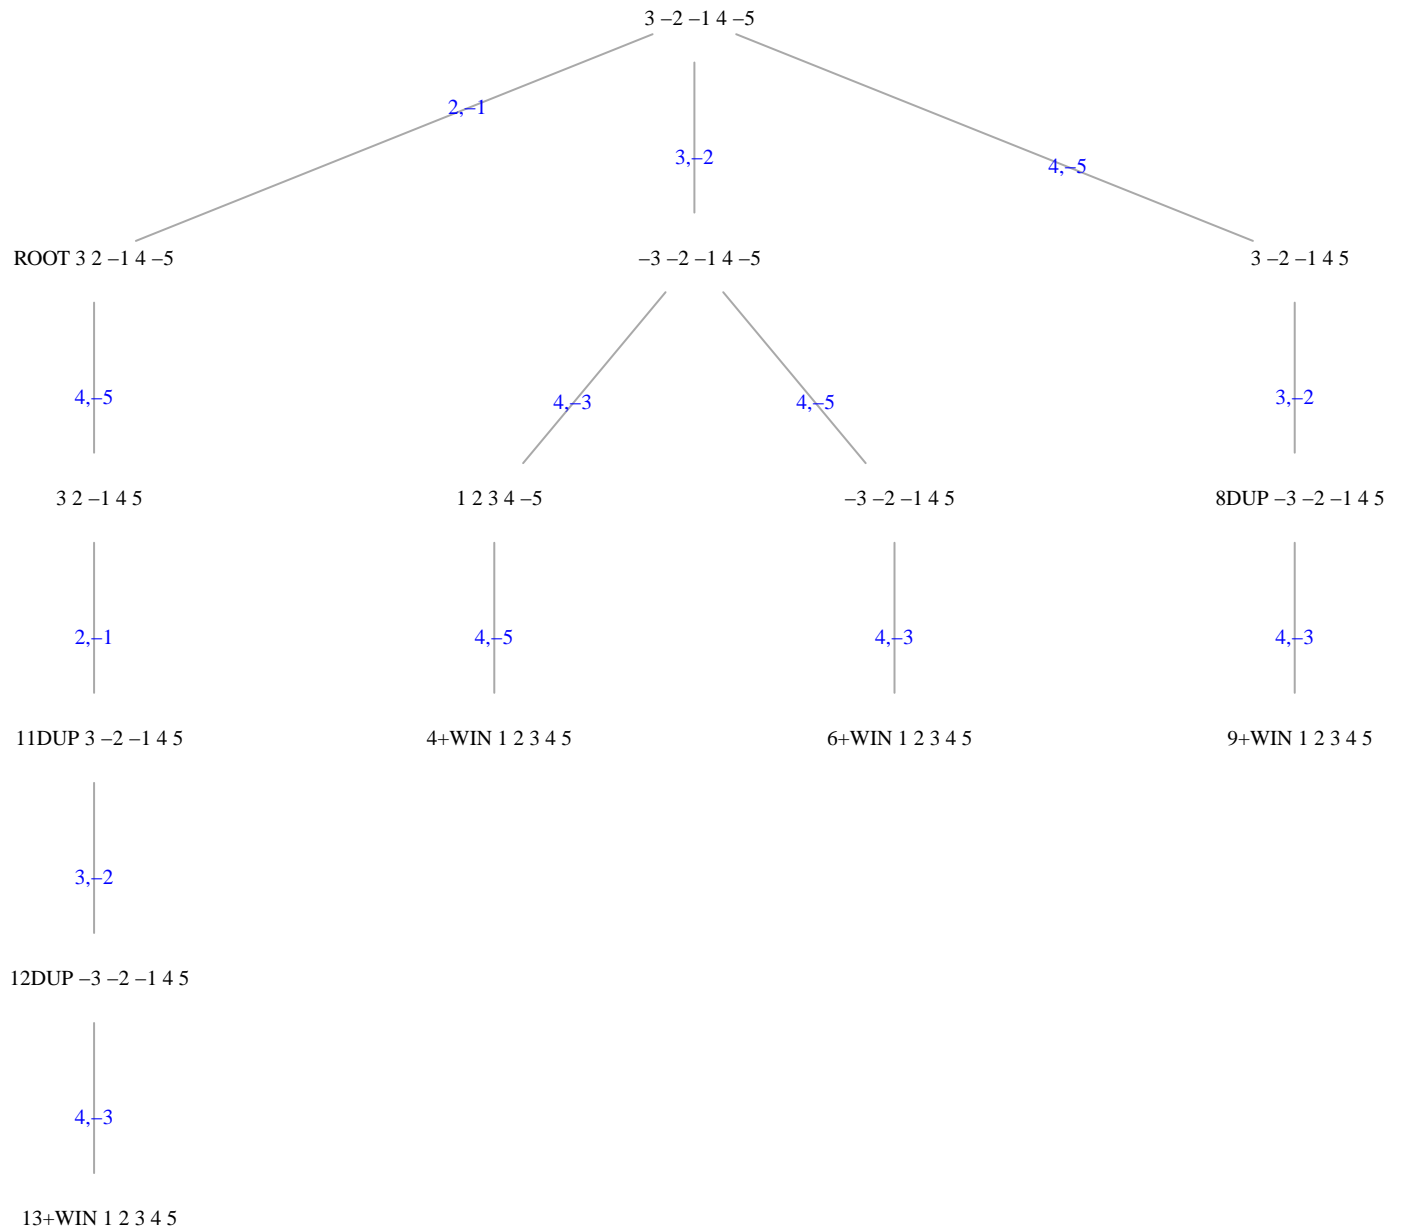 3 –2 –1 4 –5
2,–1
3,–2
4,–5
ROOT 3 2 –1 4 –5
–3 –2 –1 4 –5
3 –2 –1 4 5
4,–5
4,–3
4,–5
3,–2
3 2 –1 4 5
1 2 3 4 –5
–3 –2 –1 4 5
8DUP –3 –2 –1 4 5
2,–1
4,–5
4,–3
4,–3
11DUP 3 –2 –1 4 5
4+WIN 1 2 3 4 5
6+WIN 1 2 3 4 5
9+WIN 1 2 3 4 5
3,–2
12DUP –3 –2 –1 4 5
4,–3
13+WIN 1 2 3 4 5